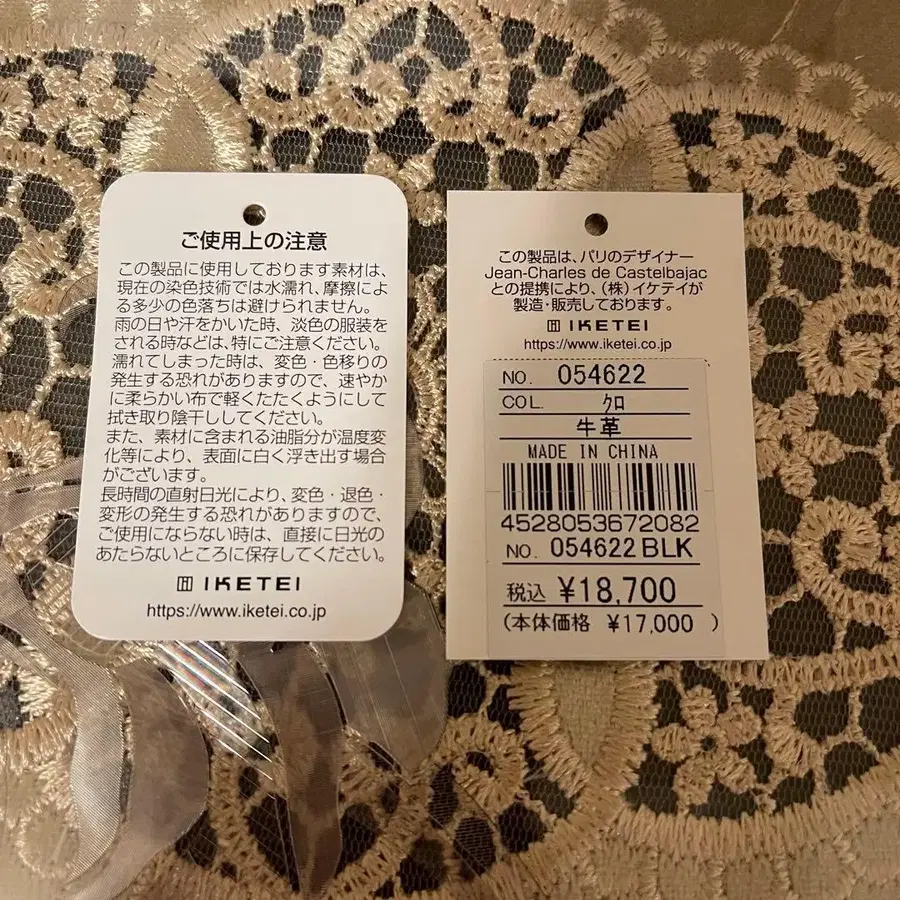 ご使用上の注意
この製品に使用しております素材は、
現在の染色技術では水濡れ、摩擦によ
る多少の色落ちは避けられません。
雨の日や汗をかいた時、淡色の服装を
される時などは、特にご注意ください。
濡れてしまった時は、変色・色移りの
発生する恐れがありますので、速やか
に柔らかい布で軽くたたくようにして
拭き取り陰干ししてください。
また、素材に含まれる油脂分が温度変
化等により、表面に白く浮き出す場合
がございます。
長時間の直射日光により、変色・退色・
変形の発生する恐れがありますので、
ご使用にならない時は、直接に日光の
あたらないところに保存してください。
IKETEI
https://www.iketei.co.jp
この製品は、パリのデザイナー
Jean-Charles de Castelbajac
との提携により、(株)イケテイが
製造・販売しております。
IKETEI
https://www.iketei.co.jp
NO. 054622
COL. クロ
牛革
MADE IN CHINA
4528053672082
NO. 054622BLK
税込 ¥18,700
(本体価格 ¥17,000 )